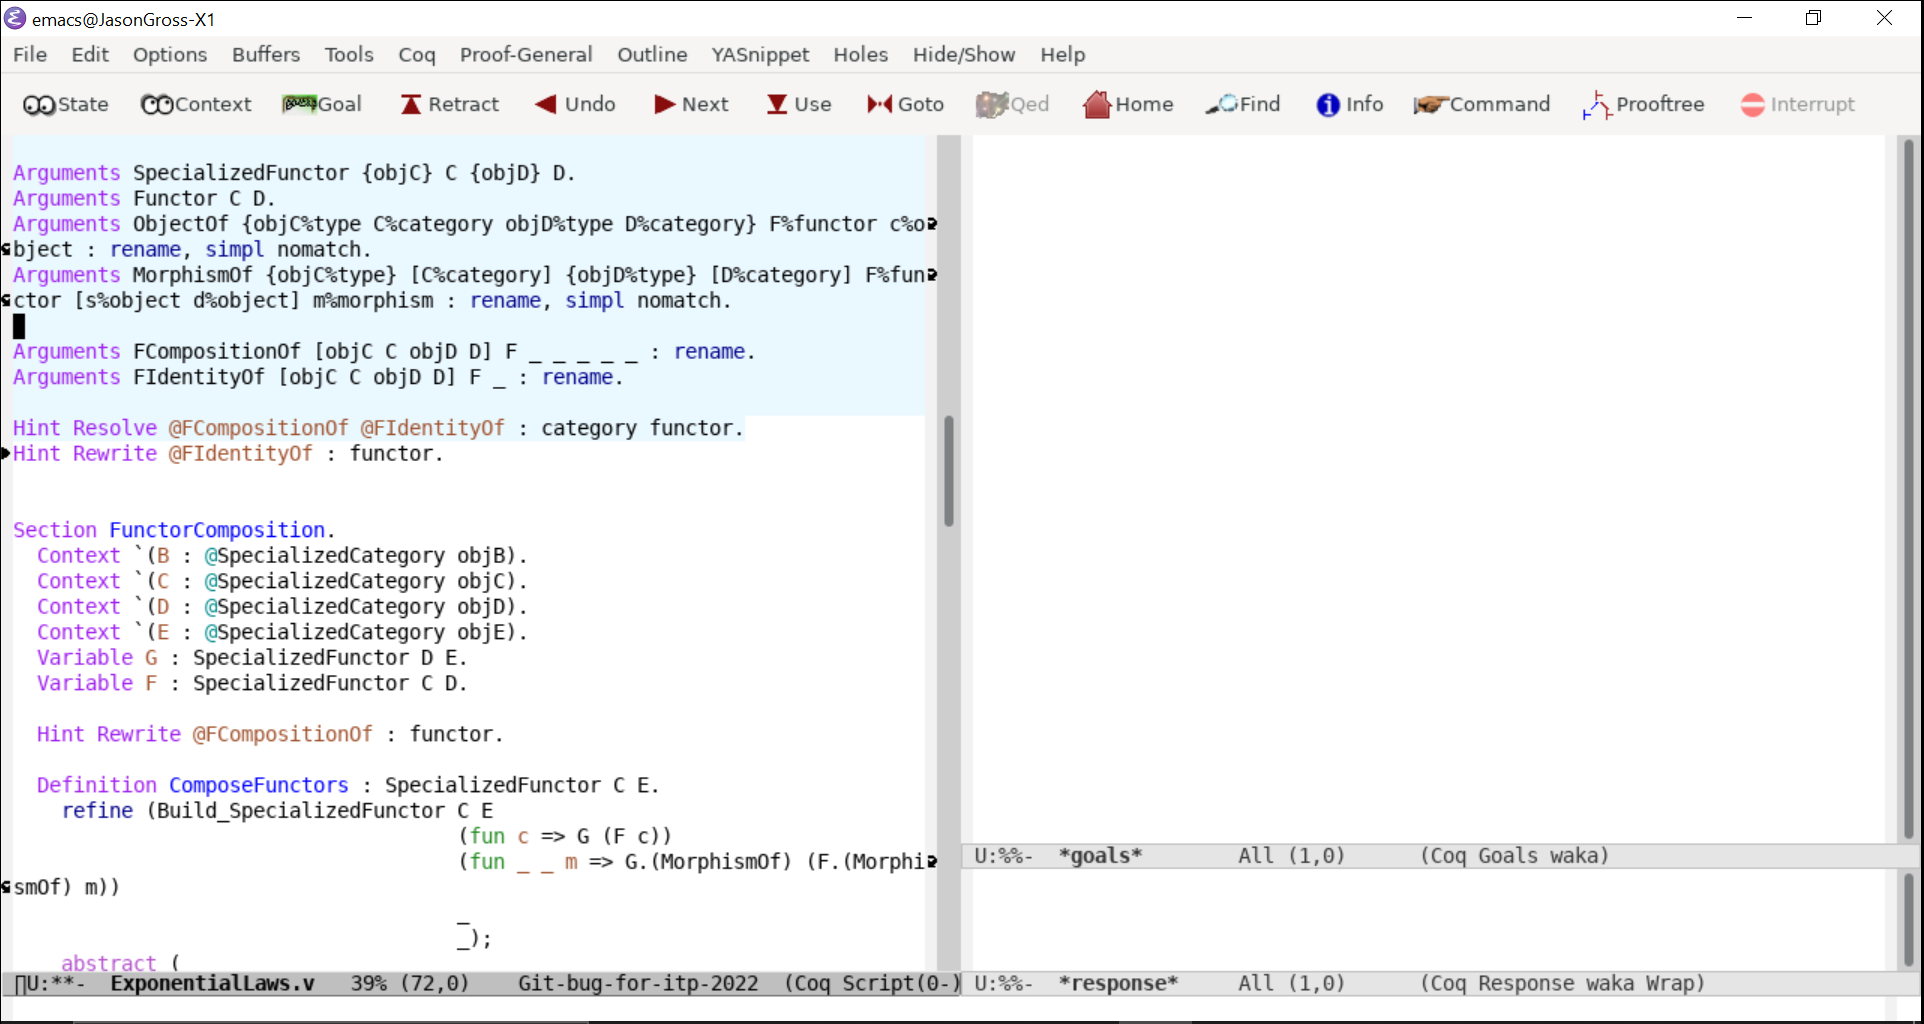 emacs@JasonGross-X1
File Edit Options Buffers Tools Coq Proof-General Outline YASnippet Holes Hide/Show Help
State Context Goal Retract Undo Next Use Goto Qed Home Find Info Command Prooftree Interrupt
Arguments SpecializedFunctor {objC} C {objD} D.
Arguments Functor C D.
Arguments ObjectOf {objC%type C%category objD%type D%category} F%functor c%o
bject : rename, simpl nomatch.
Arguments MorphismOf {objC%type} [C%category] {objD%type} [D%category] F%fun
ctor [s%object d%object] m%morphism : rename, simpl nomatch.
Arguments FCompositionOf [objC C objD D] F _ _ _ _ _ : rename.
Arguments FIdentityOf [objC C objD D] F _ : rename.
Hint Resolve @FCompositionOf @FIdentityOf : category functor.
Hint Rewrite @FIdentityOf : functor.
Section FunctorComposition.
Context `(B : @SpecializedCategory objB).
Context `(C : @SpecializedCategory objC).
Context `(D : @SpecializedCategory objD).
Context `(E : @SpecializedCategory objE).
Variable G : SpecializedFunctor D E.
Variable F : SpecializedFunctor C D.
Hint Rewrite @FCompositionOf : functor.
Definition ComposeFunctors : SpecializedFunctor C E.
refine (Build_SpecializedFunctor C E
(fun c => G (F c))
(fun _ _ m => G.(MorphismOf) (F.(Morphi
smOf) m))
_
_);
abstract (
U:**- ExponentialLaws.v 39% (72,0) Git-bug-for-itp-2022 (Coq Script(0-)
U:%%- *goals* All (1,0) (Coq Goals waka)
U:%%- *response* All (1,0) (Coq Response waka Wrap)